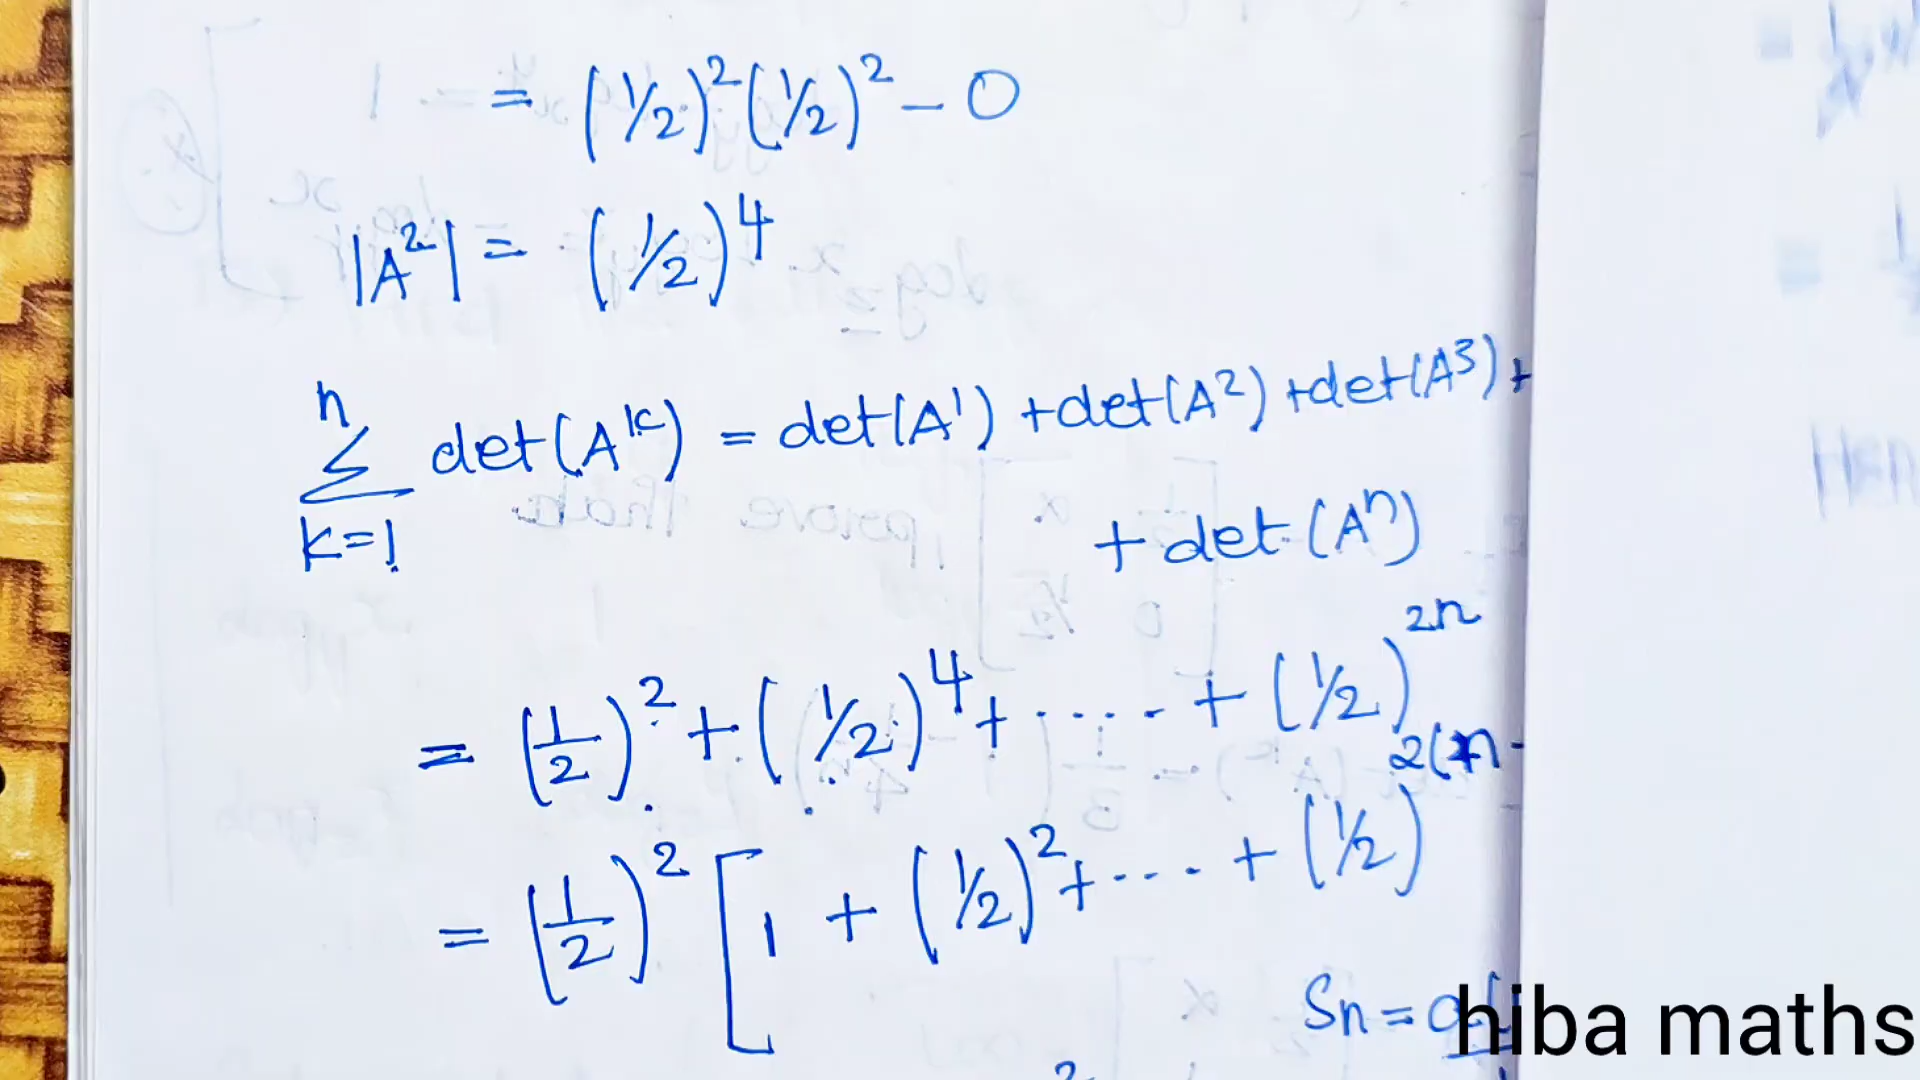 = (1/2)² (1/2)² - 0
|A²| = (1/2)⁴
n
Σ det(Aᵏ) = det(A¹) + det(A²) + det(A³) +
k=1
+ det (Aⁿ)
= (1/2)² + (1/2)⁴ + ..... + (1/2)²ⁿ
2(n-
= (1/2)² [1 + (1/2)² + .... + (1/2)
Sn = a(
hiba maths